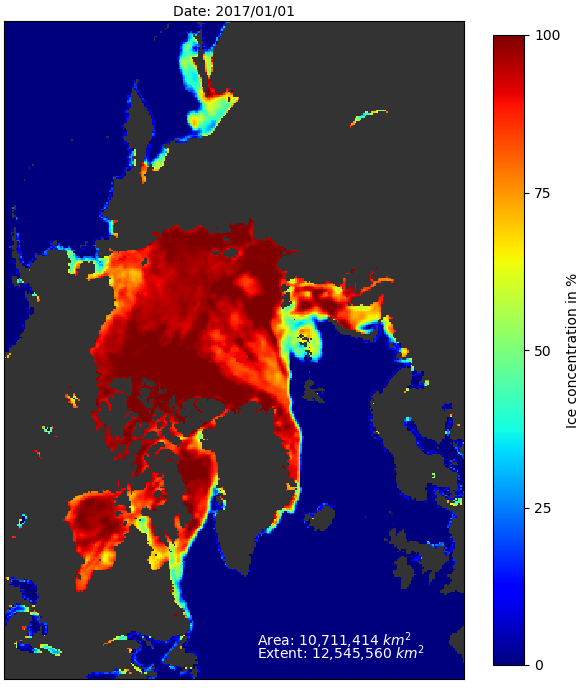 Date: 2017/01/01
100
75
50
25
0
Ice concentration in %
Area: 10,711,414 km²
Extent: 12,545,560 km²